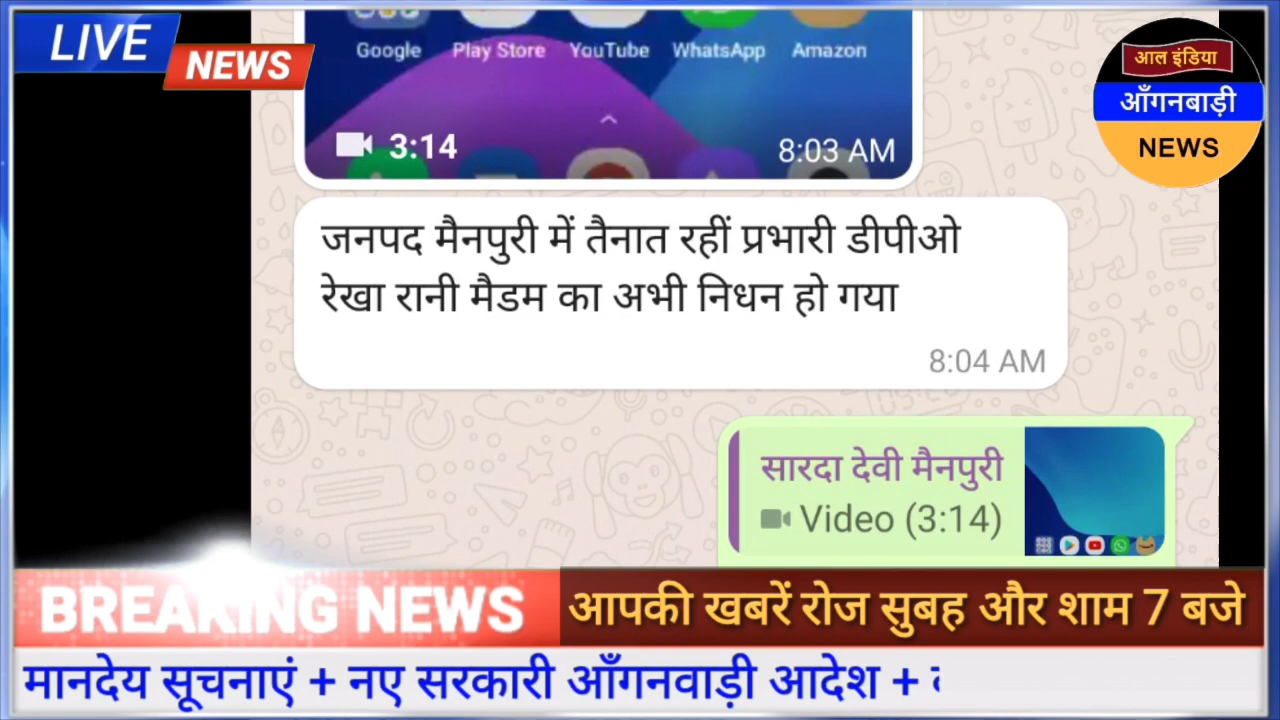 LIVE
NEWS
Google Play Store YouTube WhatsApp Amazon
आल इंडिया
आँगनबाड़ी
NEWS
3:14
8:03 AM
जनपद मैनपुरी में तैनात रहीं प्रभारी डीपीओ
रेखा रानी मैडम का अभी निधन हो गया
8:04 AM
सारदा देवी मैनपुरी
Video (3:14)
BREAKING NEWS
आपकी खबरें रोज सुबह और शाम 7 बजे
मानदेय सूचनाएं + नए सरकारी आँगनवाड़ी आदेश +